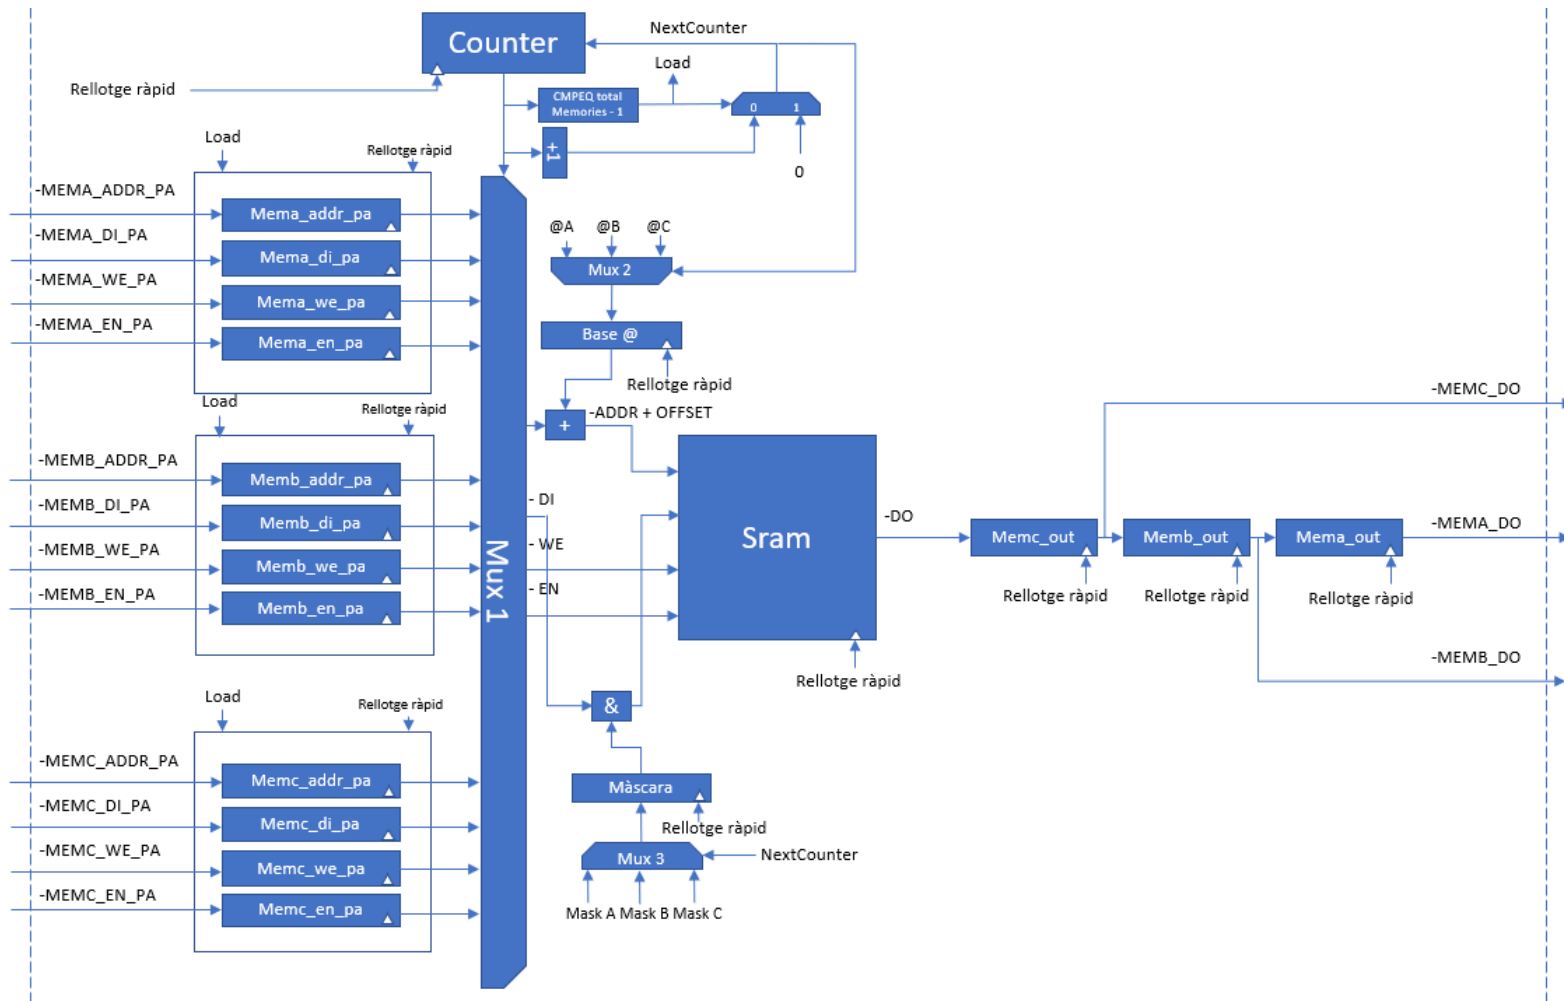 Counter
NextCounter
Rellotge ràpid
Load
CMPEQ total
Memories - 1
0 1
+1
0
Load
Rellotge ràpid
-MEMA_ADDR_PA
Mema_addr_pa
-MEMA_DI_PA
Mema_di_pa
-MEMA_WE_PA
Mema_we_pa
-MEMA_EN_PA
Mema_en_pa
@A @B @C
Mux 2
Base @
Rellotge ràpid
Load
Rellotge ràpid
-ADDR + OFFSET
+
-MEMC_DO
-MEMB_ADDR_PA
Memb_addr_pa
-MEMB_DI_PA
Memb_di_pa
-MEMB_WE_PA
Memb_we_pa
-MEMB_EN_PA
Memb_en_pa
Mux 1
- DI
- WE
- EN
Sram
Rellotge ràpid
-DO
Memc_out
Rellotge ràpid
Memb_out
Rellotge ràpid
Mema_out
Rellotge ràpid
-MEMA_DO
-MEMB_DO
Load
Rellotge ràpid
&
-MEMC_ADDR_PA
Memc_addr_pa
-MEMC_DI_PA
Memc_di_pa
-MEMC_WE_PA
Memc_we_pa
-MEMC_EN_PA
Memc_en_pa
Màscara
Rellotge ràpid
Mux 3
NextCounter
Mask A Mask B Mask C